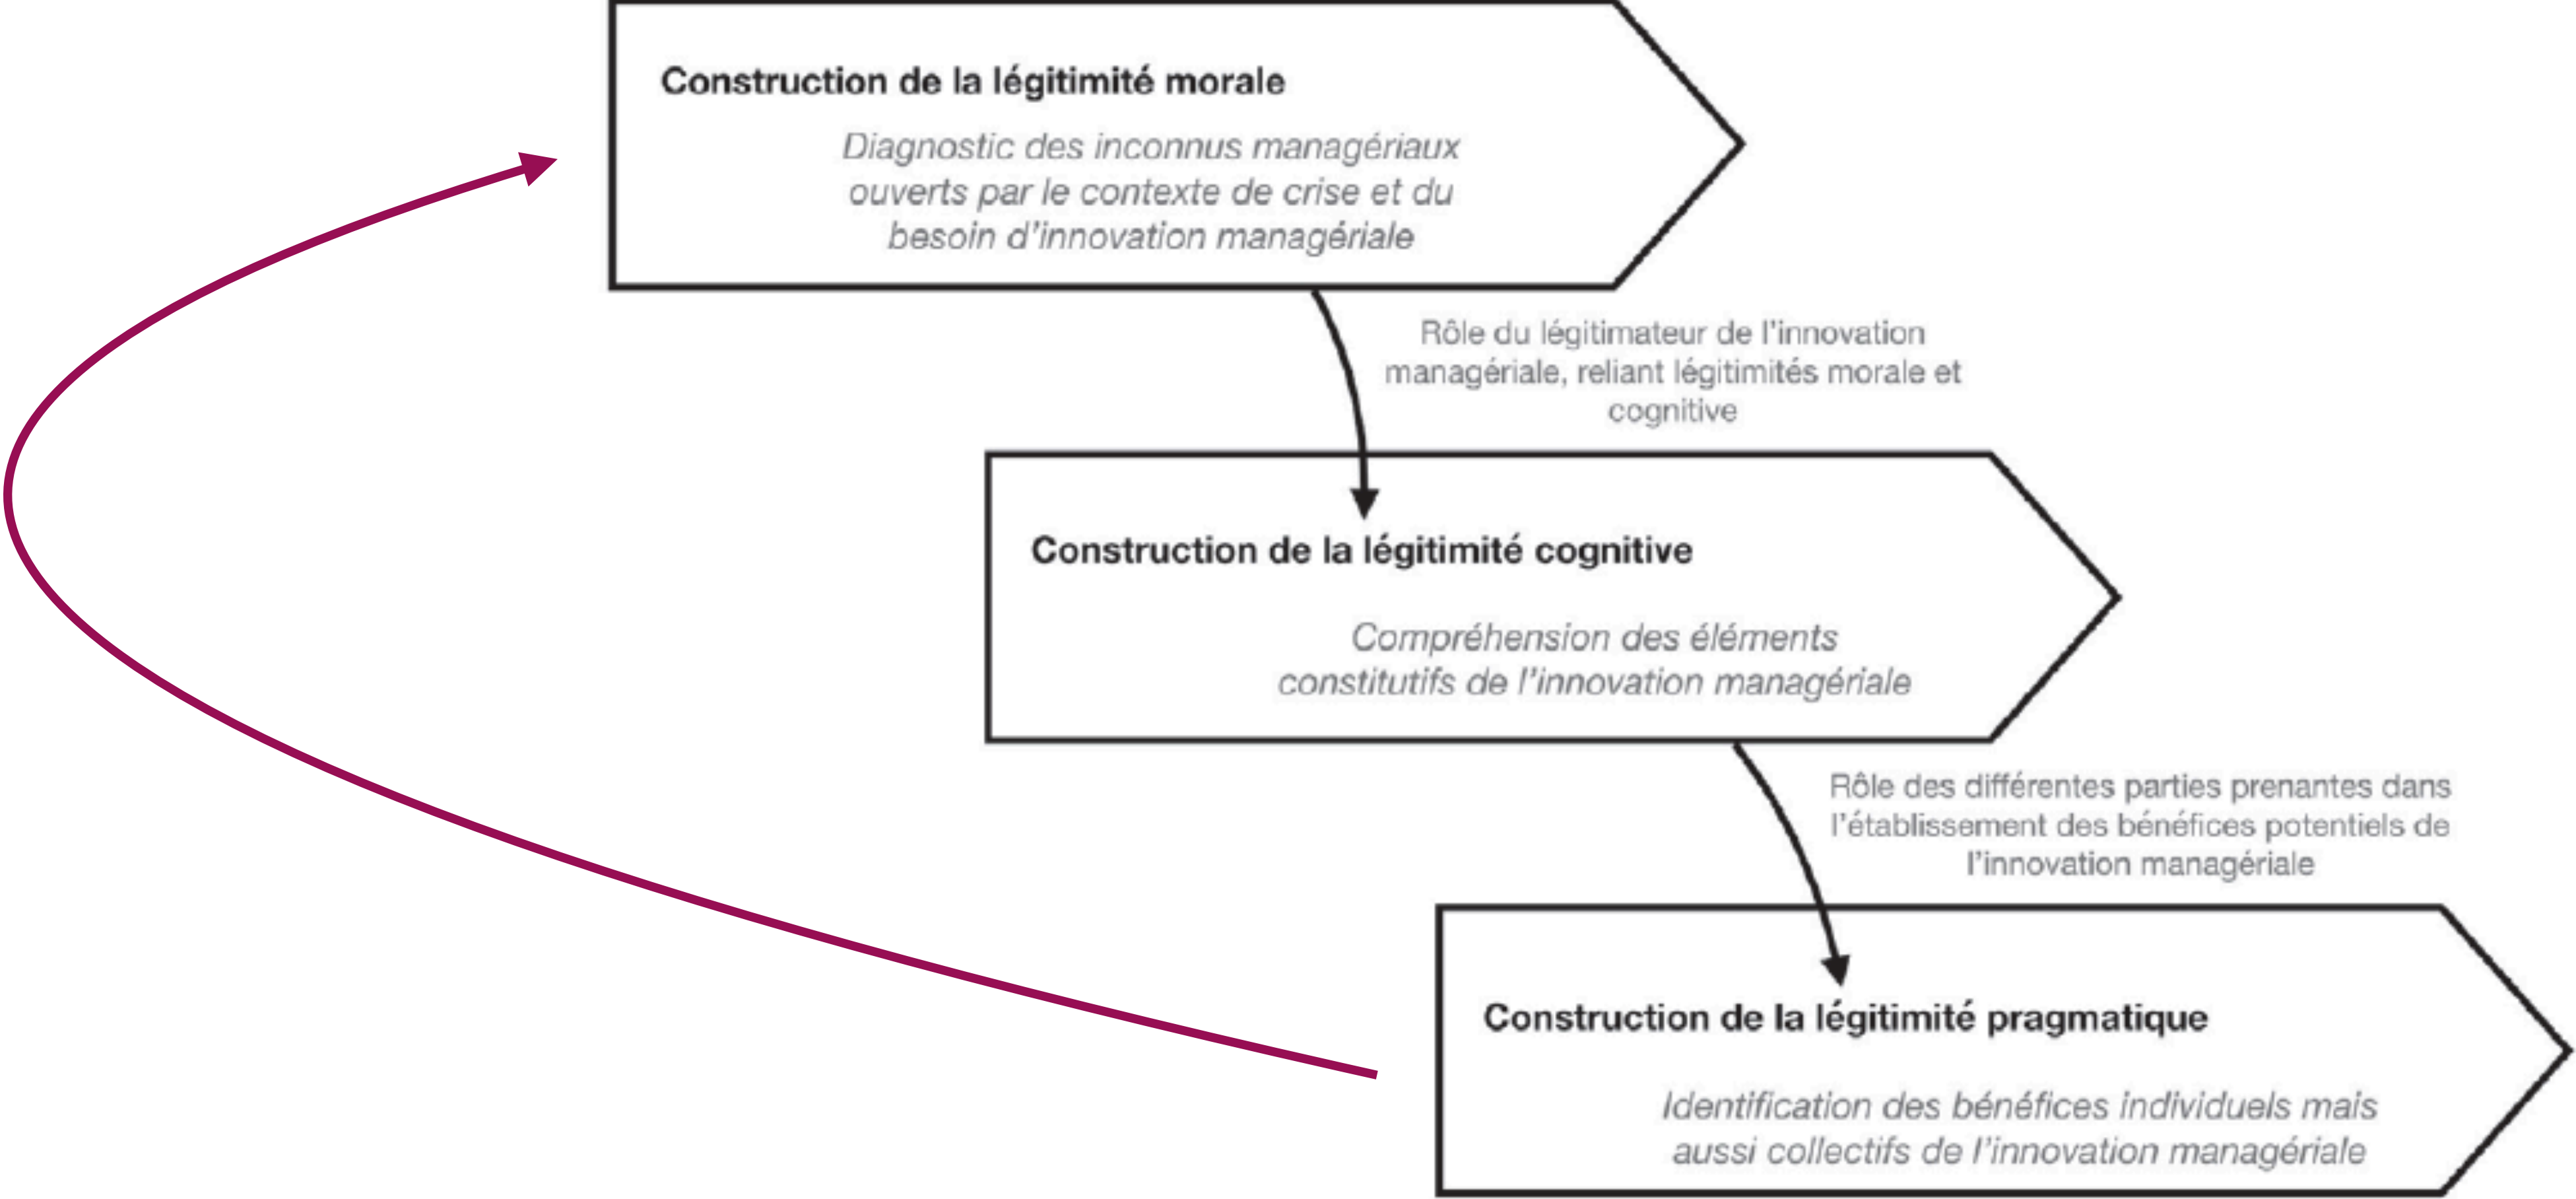 Construction de la légitimité morale
Diagnostic des inconnus managériaux
ouverts par le contexte de crise et du
besoin d'innovation managériale
Rôle du légitimateur de l'innovation
managériale, reliant légitimités morale et
cognitive
Construction de la légitimité cognitive
Compréhension des éléments
constitutifs de l'innovation managériale
Rôle des différentes parties prenantes dans
l'établissement des bénéfices potentiels de
l'innovation managériale
Construction de la légitimité pragmatique
Identification des bénéfices individuels mais
aussi collectifs de l'innovation managériale